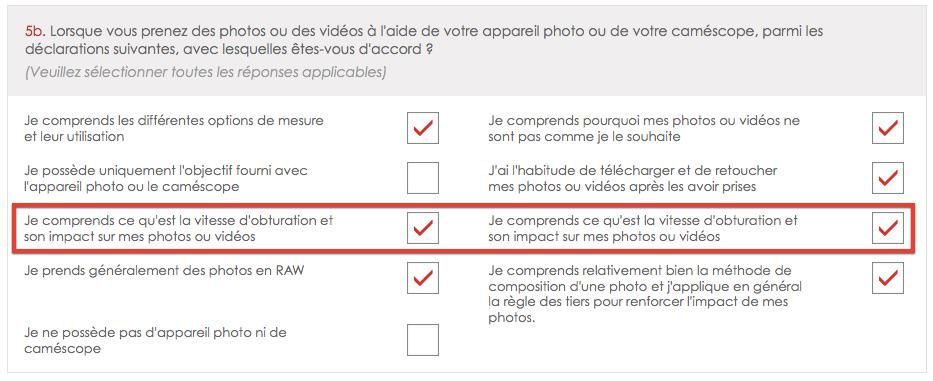 5b. Lorsque vous prenez des photos ou des vidéos à l'aide de votre appareil photo ou de votre caméscope, parmi les
déclarations suivantes, avec lesquelles êtes-vous d'accord ?
(Veuillez sélectionner toutes les réponses applicables)
Je comprends les différentes options de mesure
et leur utilisation
Je comprends pourquoi mes photos ou vidéos ne
sont pas comme je le souhaite
Je possède uniquement l'objectif fourni avec
l'appareil photo ou le caméscope
J'ai l'habitude de télécharger et de retoucher
mes photos ou vidéos après les avoir prises
Je comprends ce qu'est la vitesse d'obturation et
son impact sur mes photos ou vidéos
Je comprends ce qu'est la vitesse d'obturation et
son impact sur mes photos ou vidéos
Je prends généralement des photos en RAW
Je comprends relativement bien la méthode de
composition d'une photo et j'applique en général
la règle des tiers pour renforcer l'impact de mes
photos.
Je ne possède pas d'appareil photo ni de
caméscope